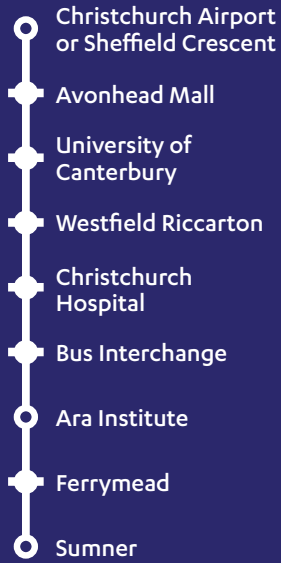 Christchurch Airport
or Sheffield Crescent
Avonhead Mall
University of
Canterbury
Westfield Riccarton
Christchurch
Hospital
Bus Interchange
Ara Institute
Ferrymead
Sumner